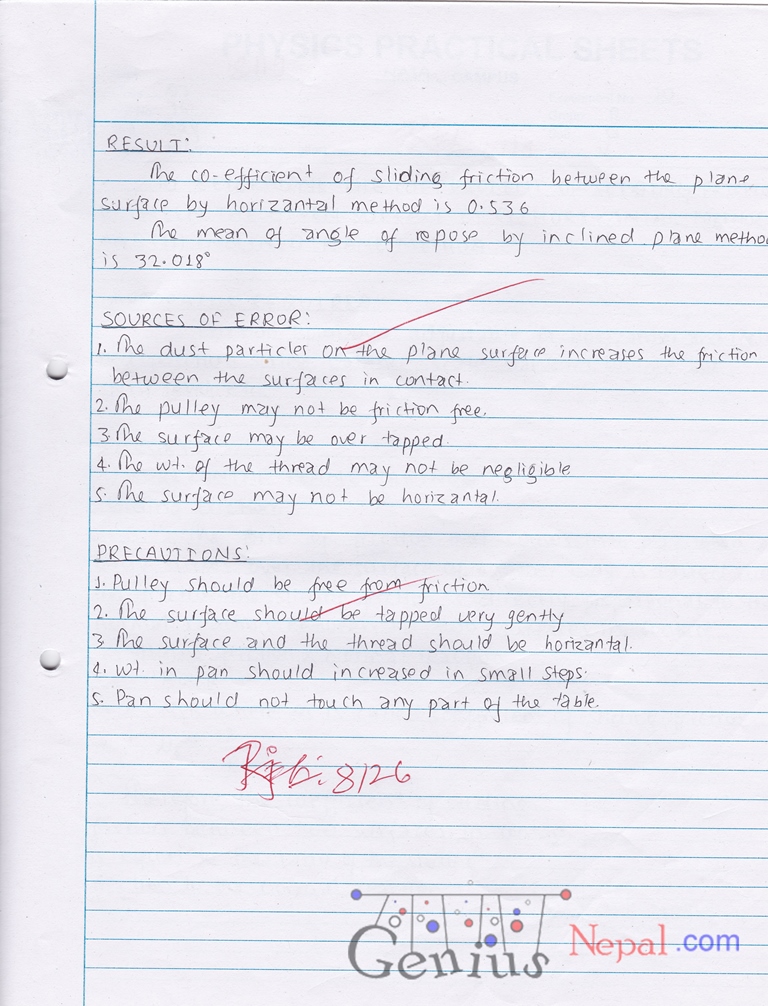 PHYSICS PRACTICAL SHEETS
RESULT:
The co-efficient of sliding friction between the plane
surface by horizantal method is 0.536
The mean of angle of repose by inclined plane metho
is 32.018°
SOURCES OF ERROR:
1. The dust particles on the plane surface increases the friction
between the surfaces in contact.
2. The pulley may not be friction free.
3. The surface may be over tapped.
4. The wt. of the thread may not be negligible
5. The surface may not be horizantal.
PRECAUTIONS:
1. Pulley should be free from friction
2. The surface should be tapped very gently
3 The surface and the thread should be horizantal.
4. wt. in pan should increased in small steps.
5. Pan should not touch any part of the table.
8/26
Genius Nepal.com